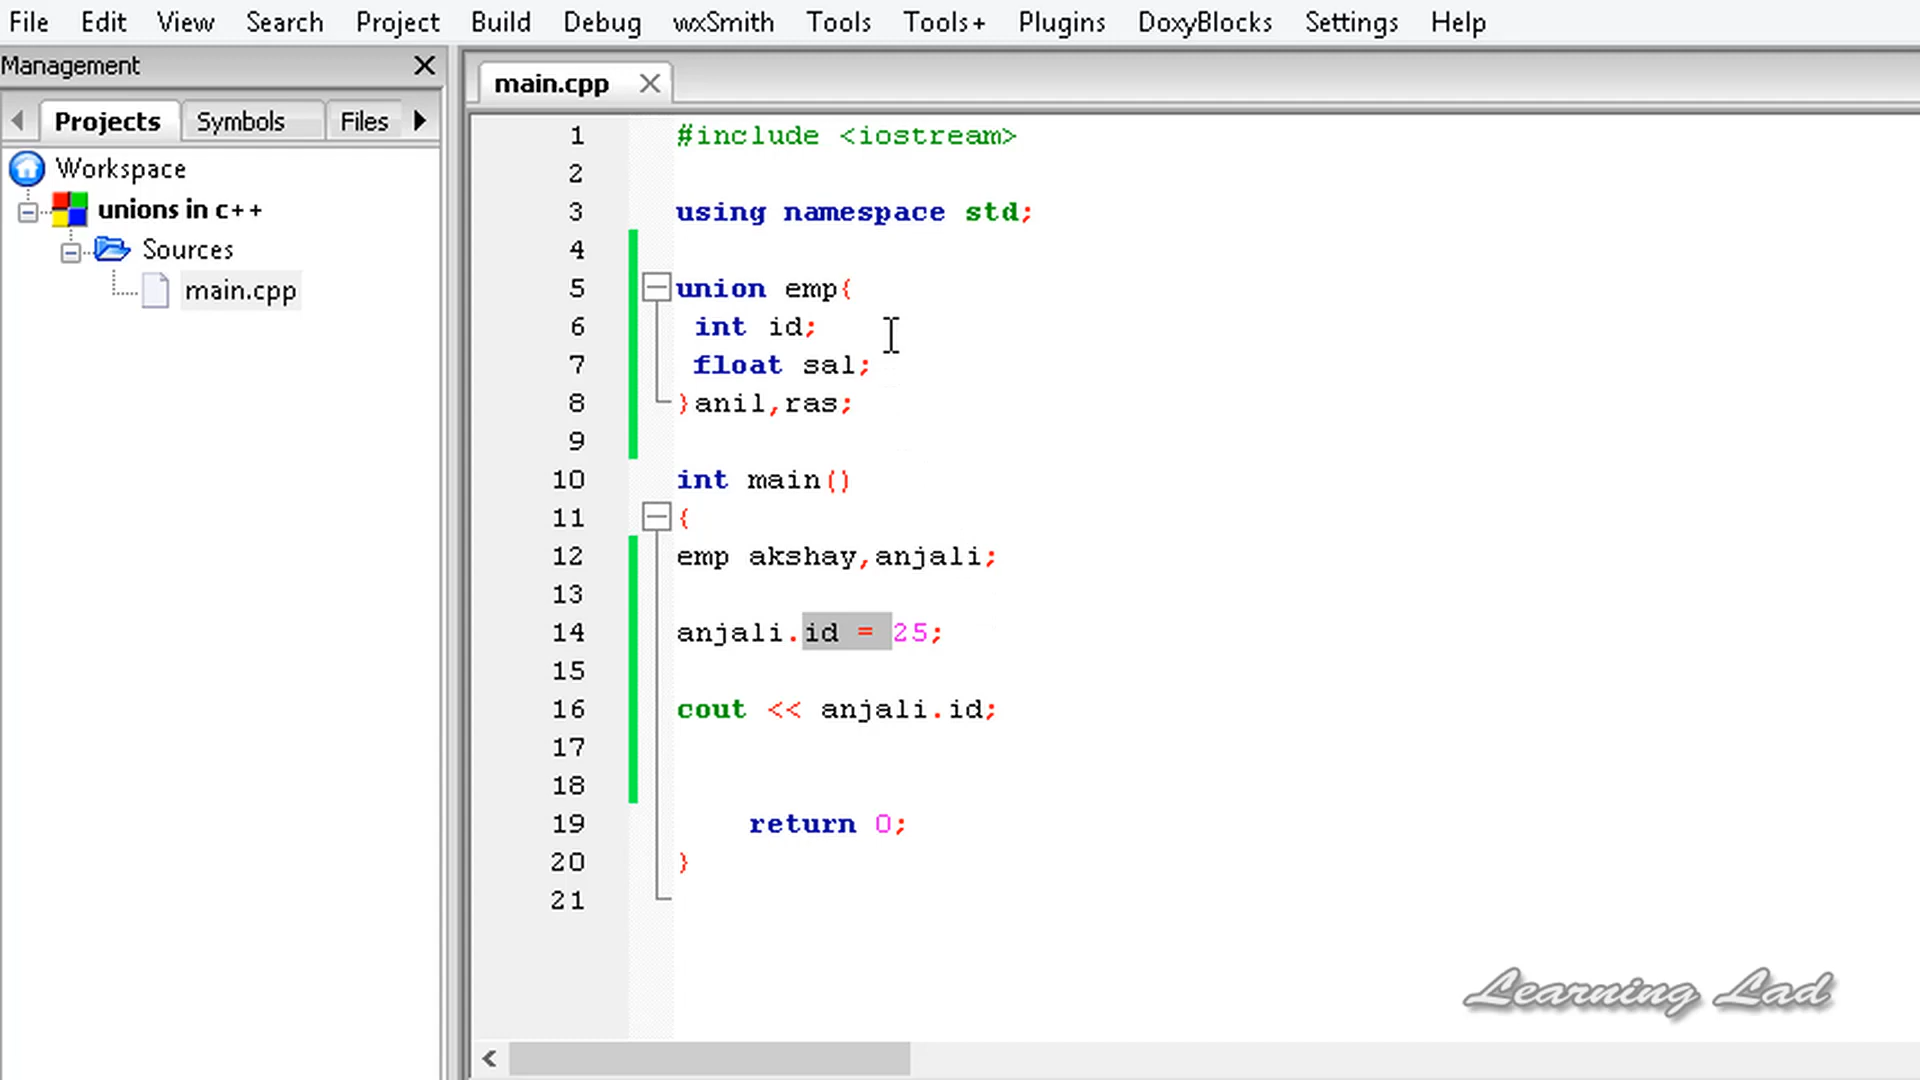 File Edit View Search Project Build Debug wxSmith Tools Tools+ Plugins DoxyBlocks Settings Help
Management
main.cpp
Projects Symbols Files
Workspace
unions in c++
Sources
main.cpp
1 #include <iostream>
2
3 using namespace std;
4
5 union emp{
6 int id;
7 float sal;
8 }anil,ras;
9
10 int main()
11 {
12 emp akshay,anjali;
13
14 anjali.id = 25;
15
16 cout << anjali.id;
17
18
19 return 0;
20 }
21
Learning Lad